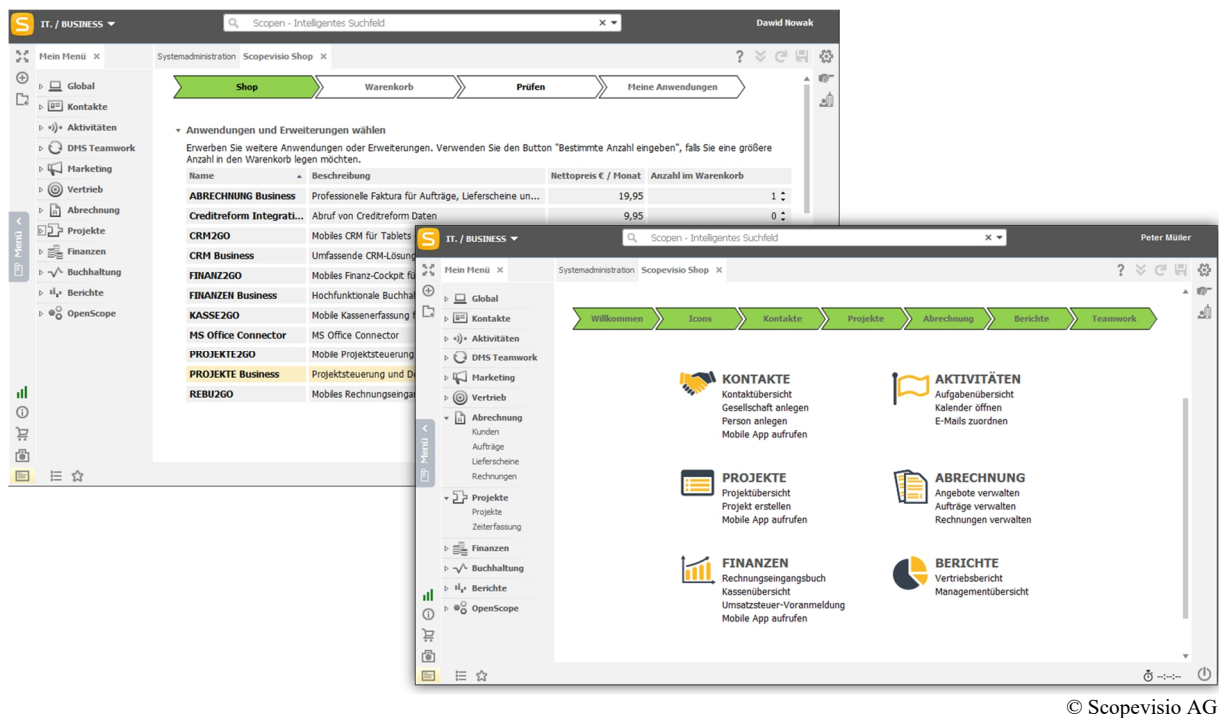 S IT. / BUSINESS
Scopen - Intelligentes Suchfeld
Dawid Nowak
Mein Menü ×
Systemadministration Scopevisio Shop ×
?
Global
Kontakte
Aktivitäten
DMS Teamwork
Marketing
Vertrieb
Abrechnung
Projekte
Finanzen
Buchhaltung
Berichte
OpenScope
Menü
Shop Warenkorb Prüfen Meine Anwendungen
Anwendungen und Erweiterungen wählen
Erwerben Sie weitere Anwendungen oder Erweiterungen. Verwenden Sie den Button "Bestimmte Anzahl eingeben", falls Sie eine größere
Anzahl in den Warenkorb legen möchten.
Name Beschreibung Nettopreis € / Monat Anzahl im Warenkorb
ABRECHNUNG Business Professionelle Faktura für Aufträge, Lieferscheine un... 19,95 1
Creditreform Integrati... Abruf von Creditreform Daten 9,95 0
CRM2GO Mobiles CRM für Tablets
CRM Business Umfassende CRM-Lösung
FINANZ2GO Mobiles Finanz-Cockpit fü
FINANZEN Business Hochfunktionale Buchhal
KASSE2GO Mobile Kassenerfassung f
MS Office Connector MS Office Connector
PROJEKTE2GO Mobile Projektsteuerung
PROJEKTE Business Projektsteuerung und D
REBU2GO Mobiles Rechnungseinga
S IT. / BUSINESS
Scopen - Intelligentes Suchfeld
Peter Müller
Mein Menü ×
Systemadministration Scopevisio Shop ×
?
Global
Kontakte
Aktivitäten
DMS Teamwork
Marketing
Vertrieb
Abrechnung
Kunden
Aufträge
Lieferscheine
Rechnungen
Projekte
Projekte
Zeiterfassung
Finanzen
Buchhaltung
Berichte
OpenScope
Menü
Willkommen Icons Kontakte Projekte Abrechnung Berichte Teamwork
KONTAKTE
Kontaktübersicht
Gesellschaft anlegen
Person anlegen
Mobile App aufrufen
AKTIVITÄTEN
Aufgabenübersicht
Kalender öffnen
E-Mails zuordnen
PROJEKTE
Projektübersicht
Projekt erstellen
Mobile App aufrufen
ABRECHNUNG
Angebote verwalten
Aufträge verwalten
Rechnungen verwalten
FINANZEN
Rechnungseingangsbuch
Kassenübersicht
Umsatzsteuer-Voranmeldung
Mobile App aufrufen
BERICHTE
Vertriebsbericht
Managementübersicht
--:--:--
© Scopevisio AG